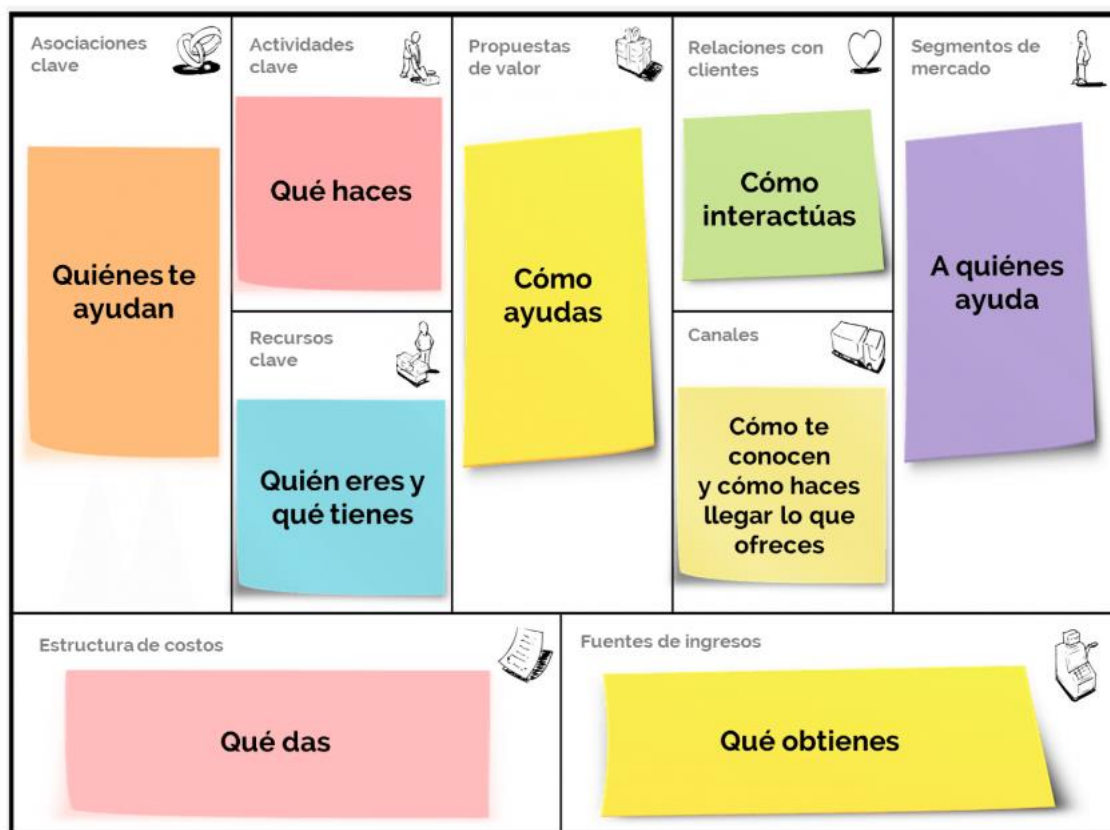 Asociaciones
clave
Quiénes te
ayudan
Actividades
clave
Qué haces
Recursos
clave
Quién eres y
qué tienes
Propuestas
de valor
Cómo
ayudas
Relaciones con
clientes
Cómo
interactúas
Canales
Cómo te
conocen
y cómo haces
llegar lo que
ofreces
Segmentos de
mercado
A quiénes
ayuda
Estructura de costos
Qué das
Fuentes de ingresos
Qué obtienes